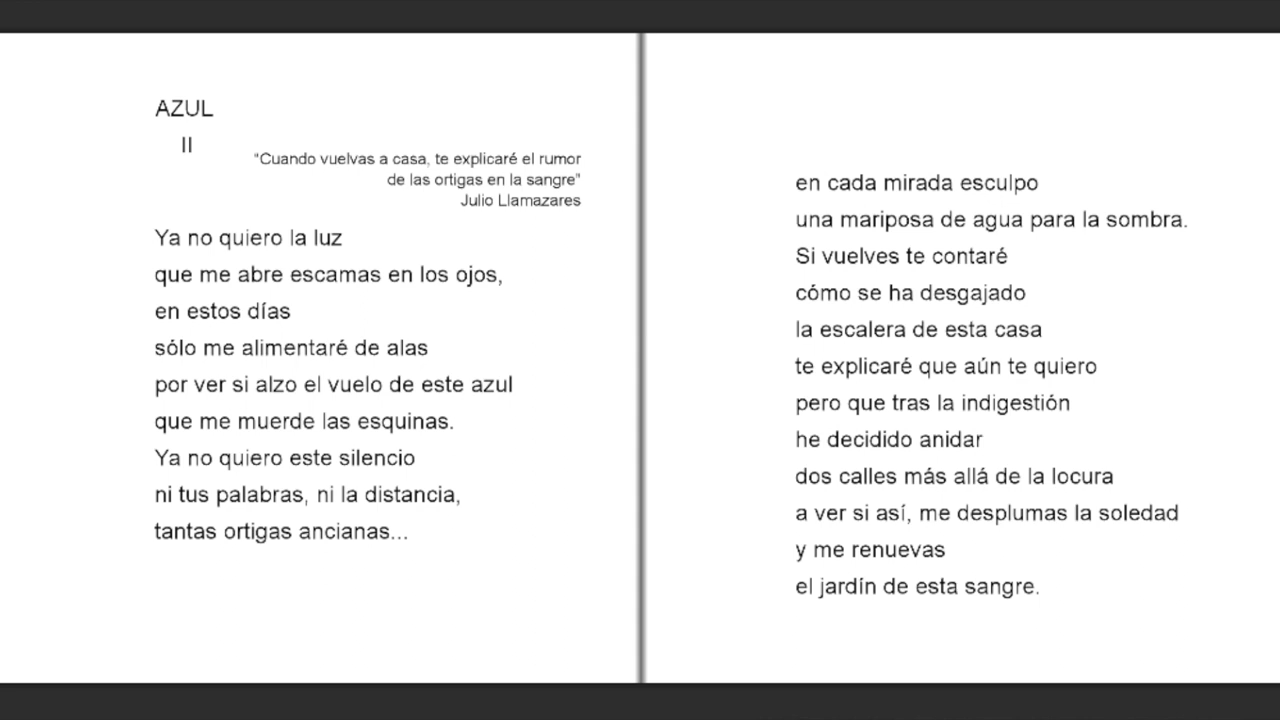 AZUL
II
"Cuando vuelvas a casa, te explicaré el rumor
de las ortigas en la sangre"
Julio Llamazares
Ya no quiero la luz
que me abre escamas en los ojos,
en estos días
sólo me alimentaré de alas
por ver si alzo el vuelo de este azul
que me muerde las esquinas.
Ya no quiero este silencio
ni tus palabras, ni la distancia,
tantas ortigas ancianas...
en cada mirada esculpo
una mariposa de agua para la sombra.
Si vuelves te contaré
cómo se ha desgajado
la escalera de esta casa
te explicaré que aún te quiero
pero que tras la indigestión
he decidido anidar
dos calles más allá de la locura
a ver si así, me desplumas la soledad
y me renuevas
el jardín de esta sangre.